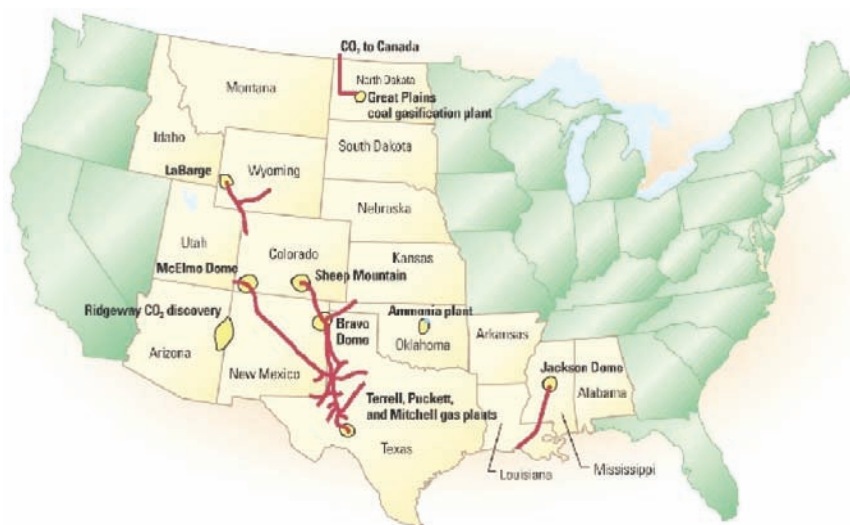 CO₂ to Canada
North Dakota
Great Plains
coal gasification plant
Montana
Idaho
South Dakota
LaBarge
Wyoming
Nebraska
Utah
Colorado
Kansas
McElmo Dome
Sheep Mountain
Ridgeway CO₂ discovery
Bravo
Dome
Ammonia plant
Oklahoma
Arkansas
Arizona
New Mexico
Jackson Dome
Alabama
Terrell, Puckett,
and Mitchell gas plants
Texas
Louisiana
Mississippi